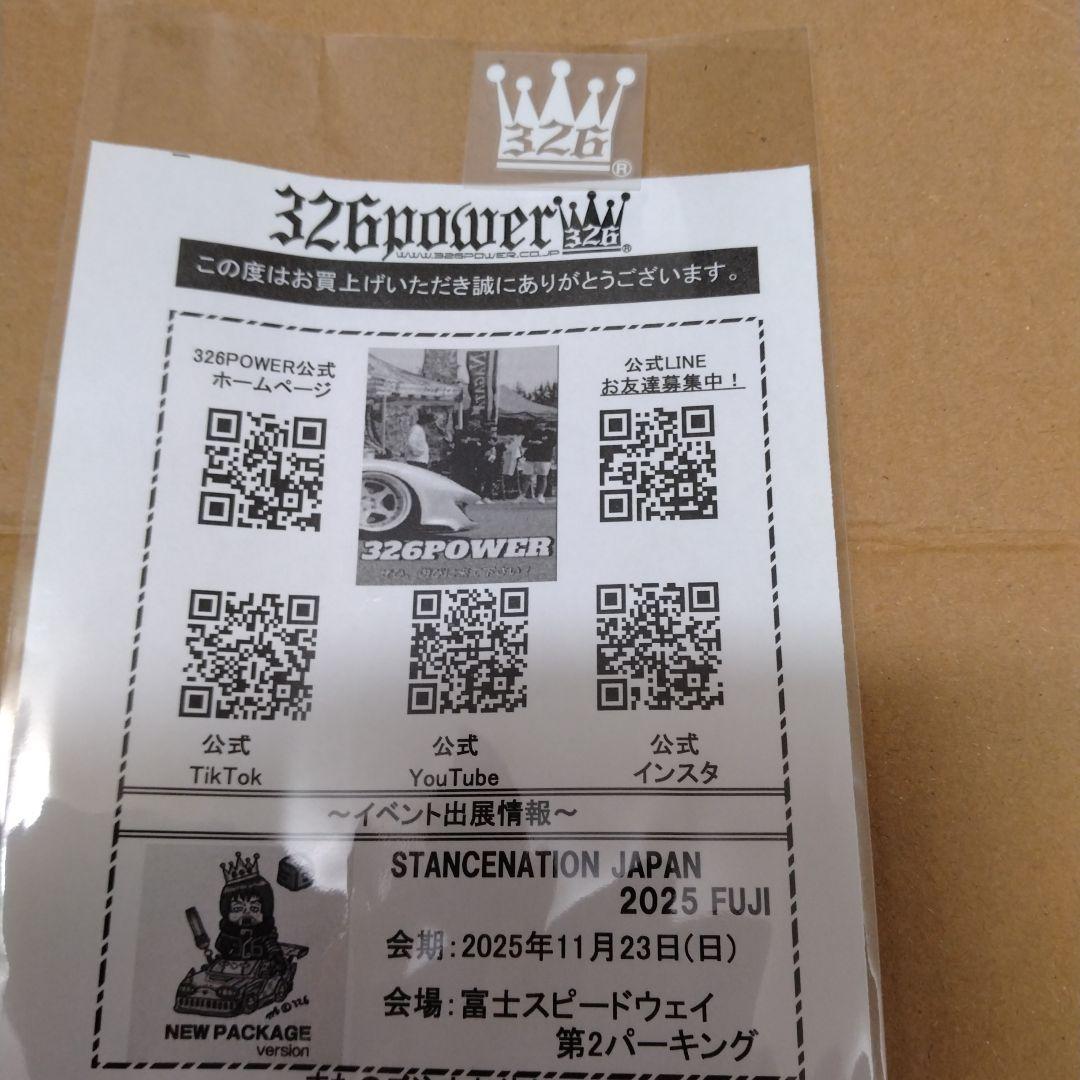 326
®
326power
326
®
WWW.326POWER.CO.JP
この度はお買上げいただき誠にありがとうございます。
326POWER公式
ホームページ
公式LINE
お友達募集中！
326POWER
公式
TikTok
公式
YouTube
公式
インスタ
～イベント出展情報～
STANCENATION JAPAN
2025 FUJI
会期：2025年11月23日(日)
会場：富士スピードウェイ
第2パーキング
NEW PACKAGE
version